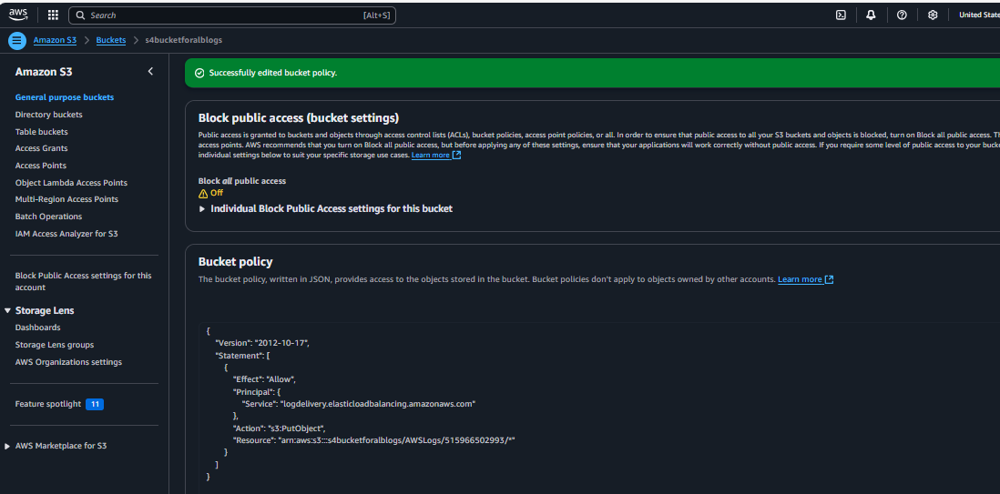 aws
Search [Alt+S]
United State
Amazon S3 > Buckets > s4bucketforalblogs
Amazon S3
General purpose buckets
Directory buckets
Table buckets
Access Grants
Access Points
Object Lambda Access Points
Multi-Region Access Points
Batch Operations
IAM Access Analyzer for S3
Block Public Access settings for this
account
Storage Lens
Dashboards
Storage Lens groups
AWS Organizations settings
Feature spotlight 11
AWS Marketplace for S3
Successfully edited bucket policy.
Block public access (bucket settings)
Public access is granted to buckets and objects through access control lists (ACLs), bucket policies, access point policies, or all. In order to ensure that public access to all your S3 buckets and objects is blocked, turn on Block all public access. Th
access points. AWS recommends that you turn on Block all public access, but before applying any of these settings, ensure that your applications will work correctly without public access. If you require some level of public access to your bucke
individual settings below to suit your specific storage use cases. Learn more
Block all public access
Off
Individual Block Public Access settings for this bucket
Bucket policy
The bucket policy, written in JSON, provides access to the objects stored in the bucket. Bucket policies don't apply to objects owned by other accounts. Learn more
{
"Version": "2012-10-17",
"Statement": [
{
"Effect": "Allow",
"Principal": {
"Service": "logdelivery.elasticloadbalancing.amazonaws.com"
},
"Action": "s3:PutObject",
"Resource": "arn:aws:s3:::s4bucketforalblogs/AWSLogs/515966502993/*"
}
]
}